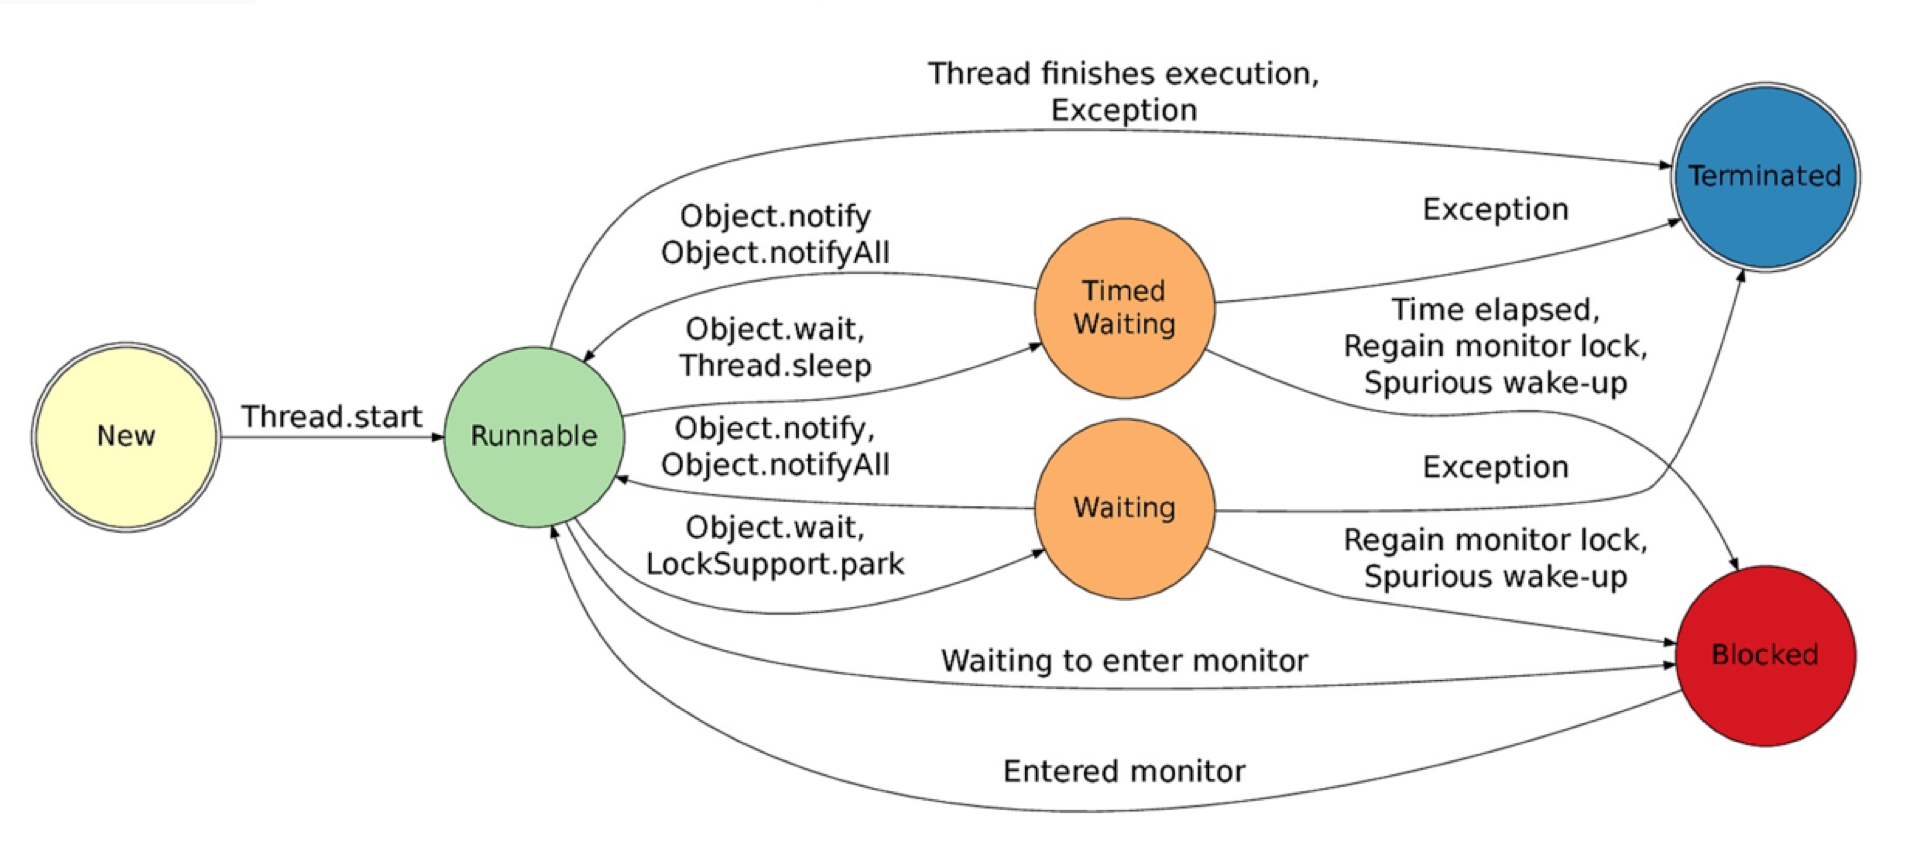 Thread finishes execution,
Exception
Terminated
Object.notify
Object.notifyAll
Exception
Timed
Waiting
Time elapsed,
Regain monitor lock,
Spurious wake-up
Object.wait,
Thread.sleep
New
Thread.start
Runnable
Object.notify,
Object.notifyAll
Waiting
Exception
Object.wait,
LockSupport.park
Regain monitor lock,
Spurious wake-up
Blocked
Waiting to enter monitor
Entered monitor